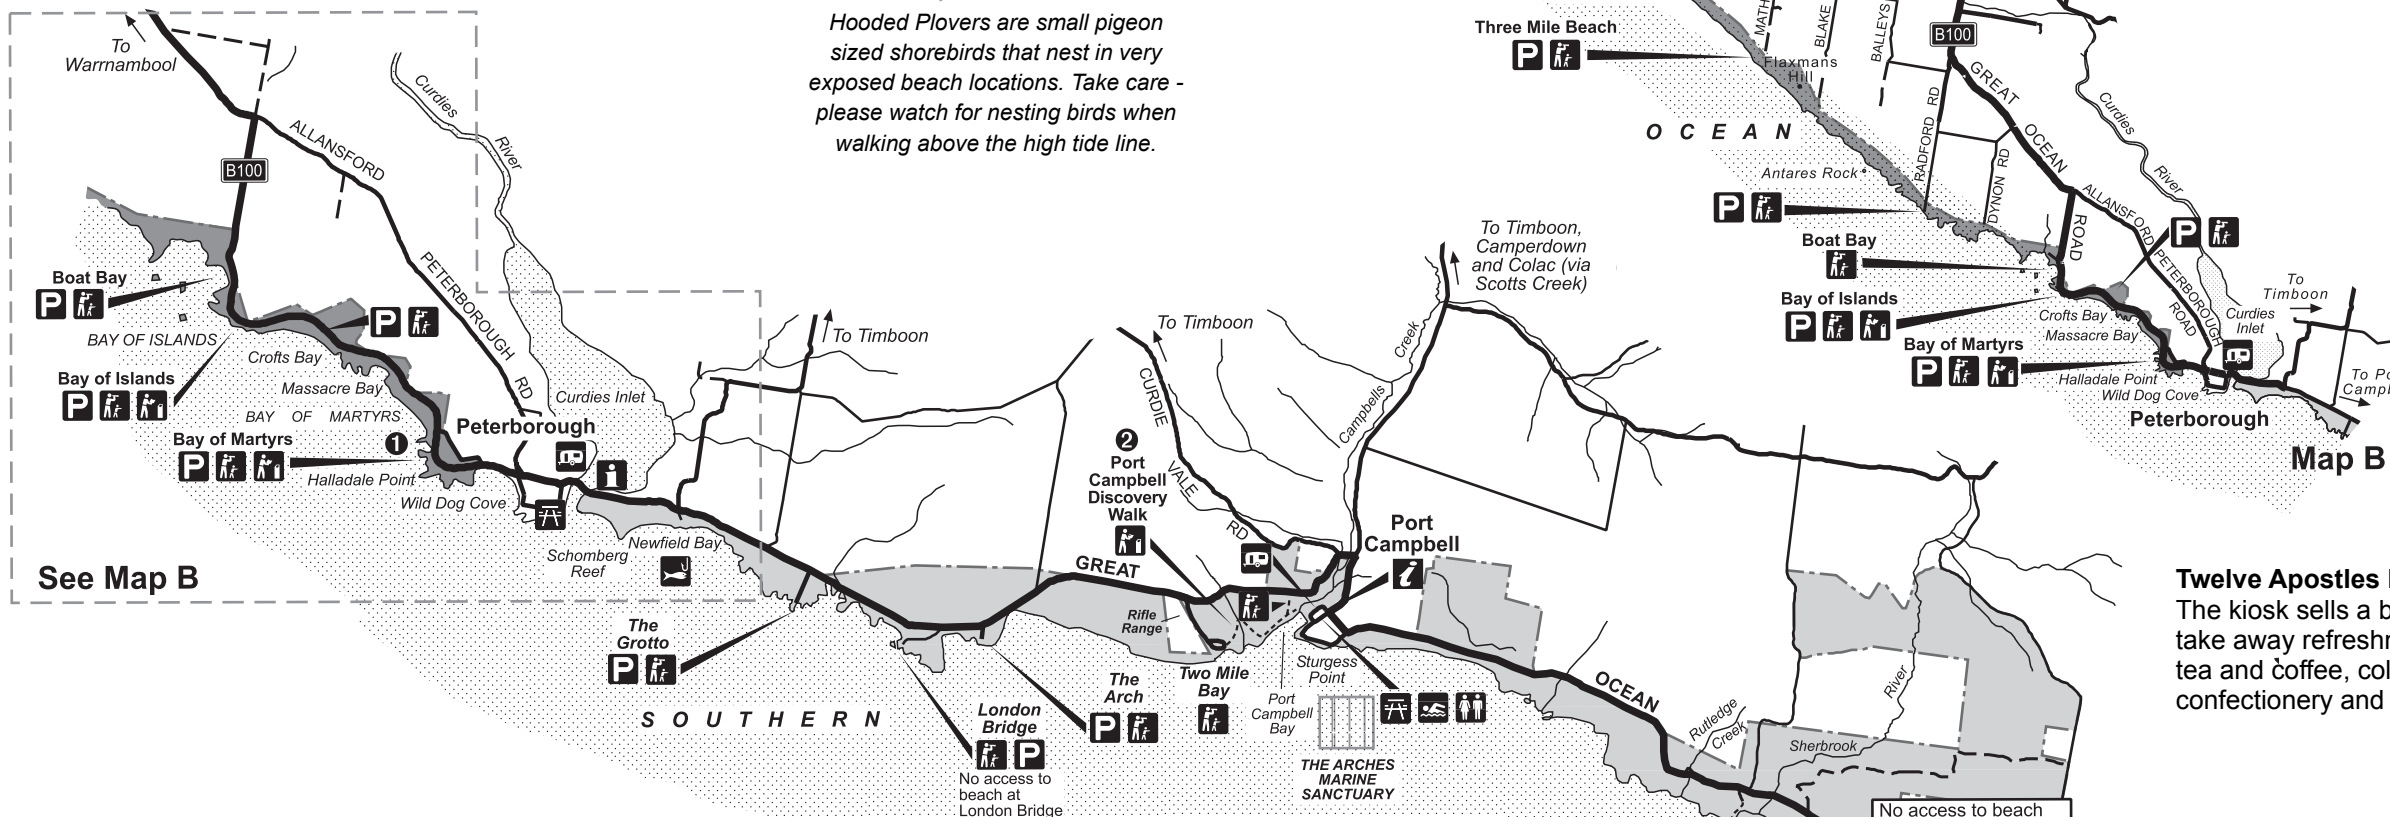 Hooded Plovers are small pigeon
sized shorebirds that nest in very
exposed beach locations. Take care -
please watch for nesting birds when
walking above the high tide line.
To
Warrnambool
Curdies
River
ALLANSFORD
B100
PETERBOROUGH
RD
Boat Bay
P
BAY OF ISLANDS
P
Crofts Bay
Bay of Islands
P
Massacre Bay
BAY OF MARTYRS
1
Bay of Martyrs
P
Halladale Point
Wild Dog Cove
Peterborough
Curdies Inlet
i
See Map B
Schomberg
Reef
Newfield Bay
To Timboon
The
Grotto
P
SOUTHERN
London
Bridge
P
No access to
beach at
London Bridge
The
Arch
P
To Timboon
CURDIE
VALE
RD
2
Port
Campbell
Discovery
Walk
GREAT
Rifle
Range
Two Mile
Bay
Port
Campbell
Bay
Sturgess
Point
THE ARCHES
MARINE
SANCTUARY
Port
Campbell
i
Campbells
Creek
To Timboon,
Camperdown
and Colac (via
Scotts Creek)
OCEAN
Rutledge
Creek
Sherbrook
River
No access to beach
Three Mile Beach
P
MATH
BLAKE
BALLEYS
Flaxmans
Hill
B100
GREAT
OCEAN
ROAD
RADFORD RD
DYNON RD
Curdies
River
OCEAN
Antares Rock
P
Boat Bay
Bay of Islands
P
Bay of Martyrs
P
ALLANSFORD
PETERBOROUGH
ROAD
P
Crofts Bay
Massacre Bay
Halladale Point
Wild Dog Cove
Peterborough
Curdies
Inlet
To
Timboon
To Po
Campb
Map B
Twelve Apostles
The kiosk sells a b
take away refreshm
tea and coffee, col
confectionery and